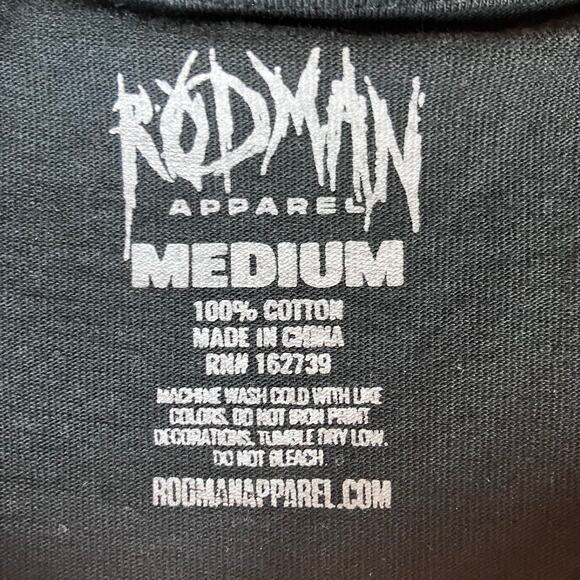 RODMAN
APPAREL
MEDIUM
100% COTTON
MADE IN CHINA
RN# 162739
MACHINE WASH COLD WITH LIKE
COLORS. DO NOT IRON PRINT
DECORATIONS. TUMBLE DRY LOW.
DO NOT BLEACH
RODMANAPPAREL.COM